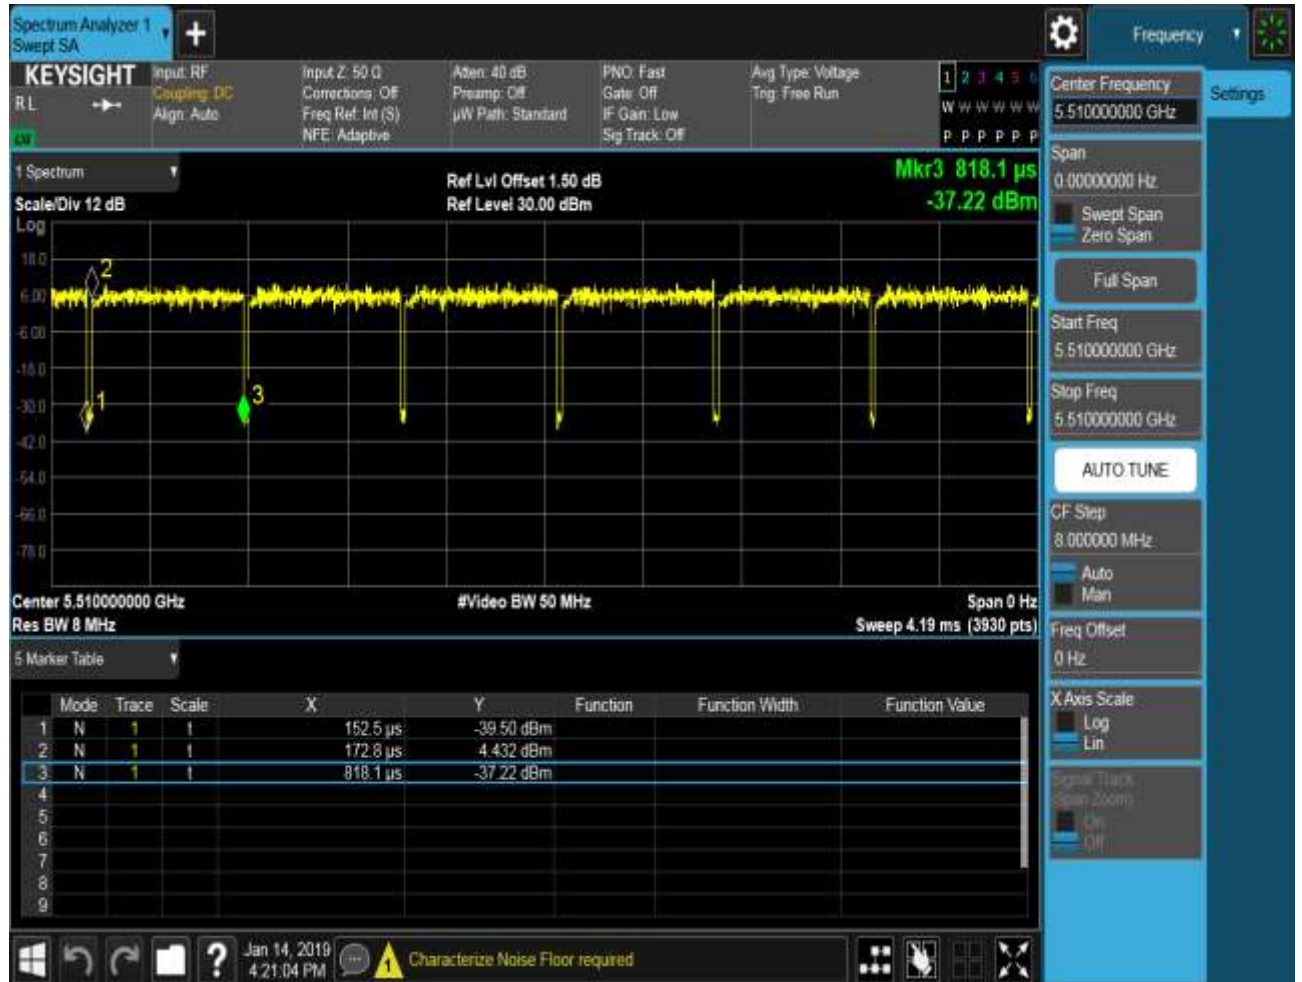 Spectrum Analyzer 1
Swept SA
+
Frequency
KEYSIGHT
RL
Input: RF
Coupling: DC
Align: Auto
Input Z: 50 Ω
Corrections: Off
Freq Ref: Int (S)
NFE: Adaptive
Atten: 40 dB
Preamp: Off
µW Path: Standard
PNO: Fast
Gate: Off
IF Gain: Low
Sig Track: Off
Avg Type: Voltage
Trig: Free Run
1 2 3 4 5 6
W W W W W W
P P P P P P
1 Spectrum
Scale/Div 12 dB
Ref Lvl Offset 1.50 dB
Ref Level 30.00 dBm
Mkr3 818.1 µs
-37.22 dBm
Log
18.0
6.00
-6.00
-18.0
-30.0
-42.0
-54.0
-66.0
-78.0
2
1
3
Center 5.510000000 GHz
#Video BW 50 MHz
Span 0 Hz
Res BW 8 MHz
Sweep 4.19 ms (3930 pts)
5 Marker Table
Mode Trace Scale X Y Function Function Width Function Value
1 N 1 t 152.5 µs -39.50 dBm
2 N 1 t 172.8 µs 4.432 dBm
3 N 1 t 818.1 µs -37.22 dBm
4
5
6
7
8
9
Center Frequency
5.510000000 GHz
Settings
Span
0.00000000 Hz
Swept Span
Zero Span
Full Span
Start Freq
5.510000000 GHz
Stop Freq
5.510000000 GHz
AUTO TUNE
CF Step
8.000000 MHz
Auto
Man
Freq Offset
0 Hz
X Axis Scale
Log
Lin
Signal Track
(Span Zoom)
On
Off
?
Jan 14, 2019
4:21:04 PM
1
Characterize Noise Floor required